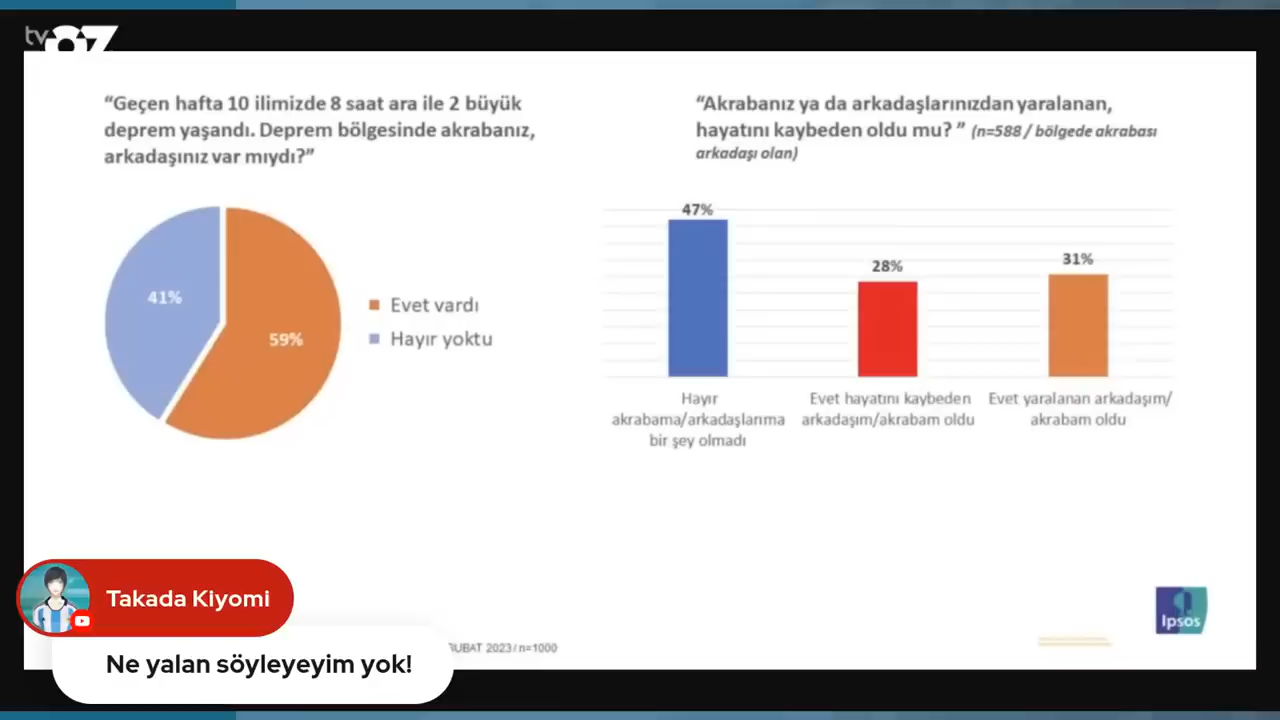 tv
“Geçen hafta 10 ilimizde 8 saat ara ile 2 büyük
deprem yaşandı. Deprem bölgesinde akrabanız,
arkadaşınız var mıydı?”
“Akrabanız ya da arkadaşlarınızdan yaralanan,
hayatını kaybeden oldu mu? ” (n=588 / bölgede akrabası
arkadaşı olan)
41%
59%
Evet vardı
Hayır yoktu
47%
28%
31%
Hayır
akrabama/arkadaşlarıma
bir şey olmadı
Evet hayatını kaybeden
arkadaşım/akrabam oldu
Evet yaralanan arkadaşım/
akrabam oldu
Takada Kiyomi
Ne yalan söyleyeyim yok!
2023 / n=1000
Ipsos